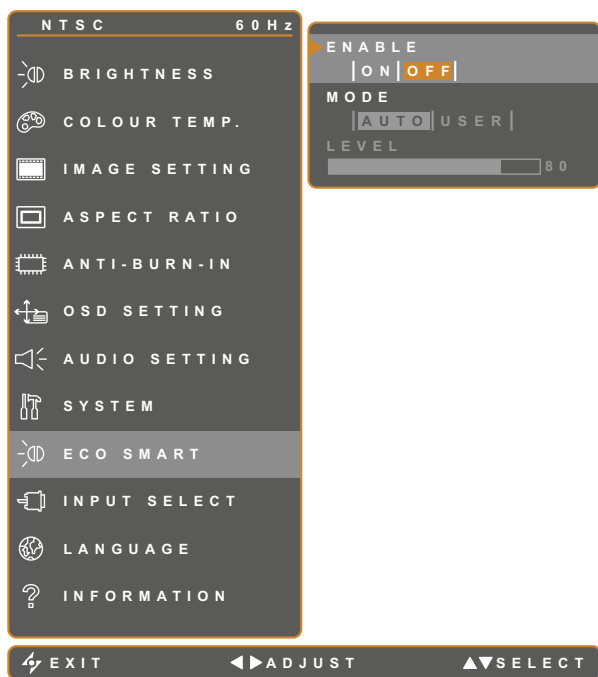 NTSC 60Hz
BRIGHTNESS
COLOUR TEMP.
IMAGE SETTING
ASPECT RATIO
ANTI-BURN-IN
OSD SETTING
AUDIO SETTING
SYSTEM
ECO SMART
INPUT SELECT
LANGUAGE
INFORMATION
ENABLE
|ON|OFF|
MODE
|AUTO|USER|
LEVEL
80
EXIT ◀▶ADJUST ▲▼SELECT